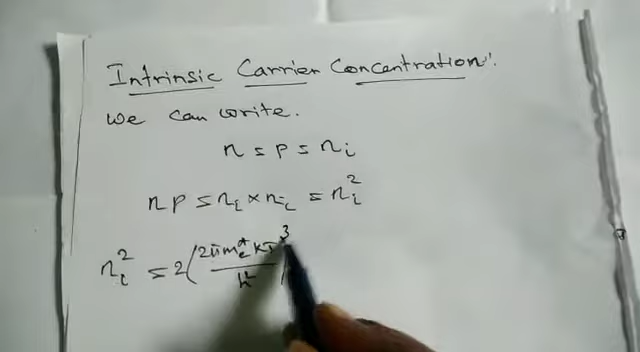 Intrinsic Carrier Concentration:
We can write.
n = p = nᵢ
np = nᵢ × nᵢ = nᵢ²
nᵢ² = 2(2πmₑ*kT/h²)³